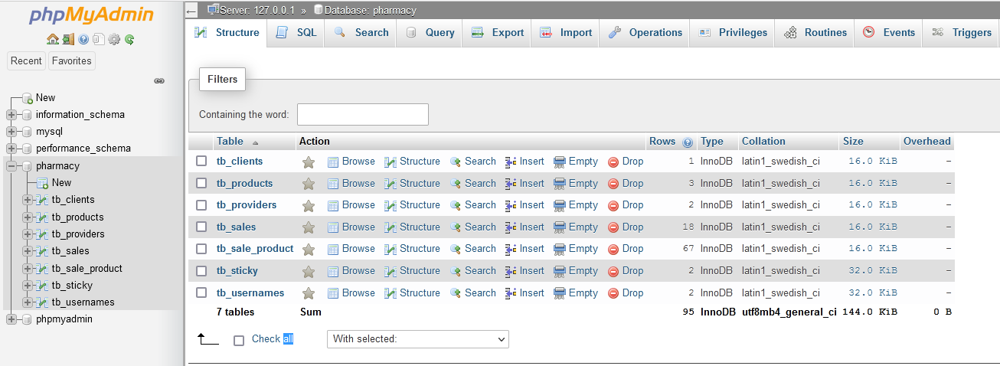 phpMyAdmin
Recent Favorites
New
information_schema
mysql
performance_schema
pharmacy
New
tb_clients
tb_products
tb_providers
tb_sales
tb_sale_product
tb_sticky
tb_usernames
phpmyadmin
Server: 127.0.0.1 » Database: pharmacy
Structure SQL Search Query Export Import Operations Privileges Routines Events Triggers
Filters
Containing the word:
Table Action Rows Type Collation Size Overhead
tb_clients Browse Structure Search Insert Empty Drop 1 InnoDB latin1_swedish_ci 16.0 KiB -
tb_products Browse Structure Search Insert Empty Drop 3 InnoDB latin1_swedish_ci 16.0 KiB -
tb_providers Browse Structure Search Insert Empty Drop 2 InnoDB latin1_swedish_ci 16.0 KiB -
tb_sales Browse Structure Search Insert Empty Drop 18 InnoDB latin1_swedish_ci 16.0 KiB -
tb_sale_product Browse Structure Search Insert Empty Drop 67 InnoDB latin1_swedish_ci 16.0 KiB -
tb_sticky Browse Structure Search Insert Empty Drop 2 InnoDB latin1_swedish_ci 32.0 KiB -
tb_usernames Browse Structure Search Insert Empty Drop 2 InnoDB latin1_swedish_ci 32.0 KiB -
7 tables Sum 95 InnoDB utf8mb4_general_ci 144.0 KiB 0 B
Check all With selected: